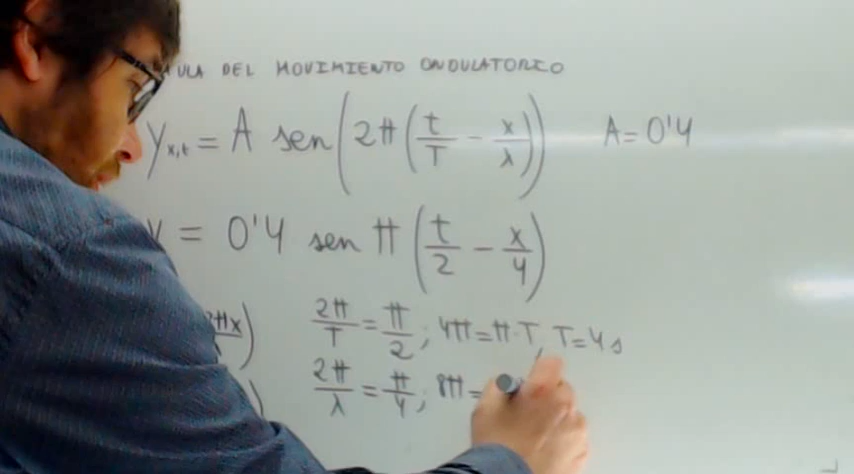 ULA DEL MOVIMIENTO ONDULATORIO
Yx,t = A sen(2π(t/T - x/λ)) A = 0'4
= 0'4 sen π(t/2 - x/4)
2π/T = π/2; 4π = π·T, T = 4 s
2π/λ = π/4; 8π =